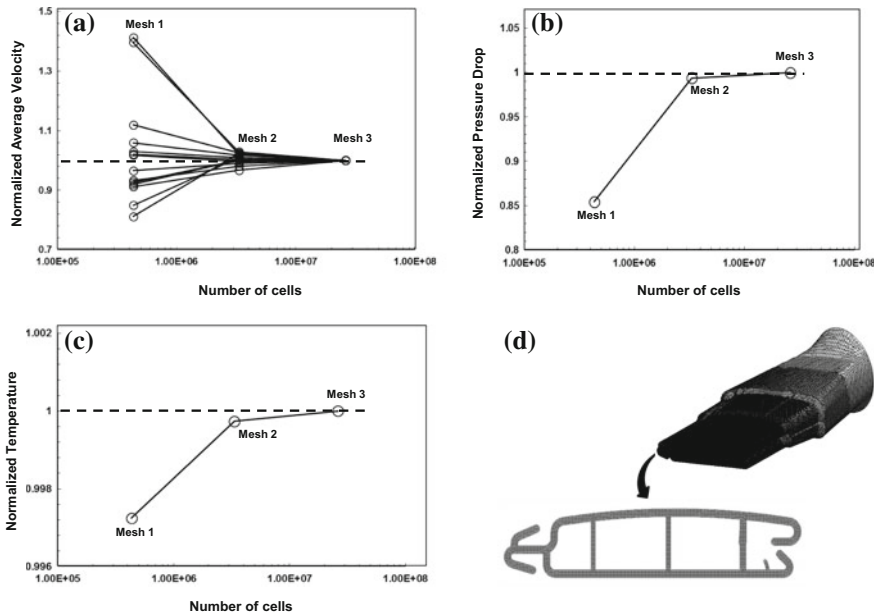 (a)
Normalized Average Velocity
1.5
1.3
1.1
0.9
0.7
Mesh 1
Mesh 2
Mesh 3
1.00E+05
1.00E+06
1.00E+07
1.00E+08
Number of cells
(b)
Normalized Pressure Drop
1.05
1
0.95
0.9
0.85
0.8
Mesh 1
Mesh 2
Mesh 3
1.00E+05
1.00E+06
1.00E+07
1.00E+08
Number of cells
(c)
Normalized Temperature
1.002
1
0.998
0.996
Mesh 1
Mesh 2
Mesh 3
1.00E+05
1.00E+06
1.00E+07
1.00E+08
Number of cells
(d)